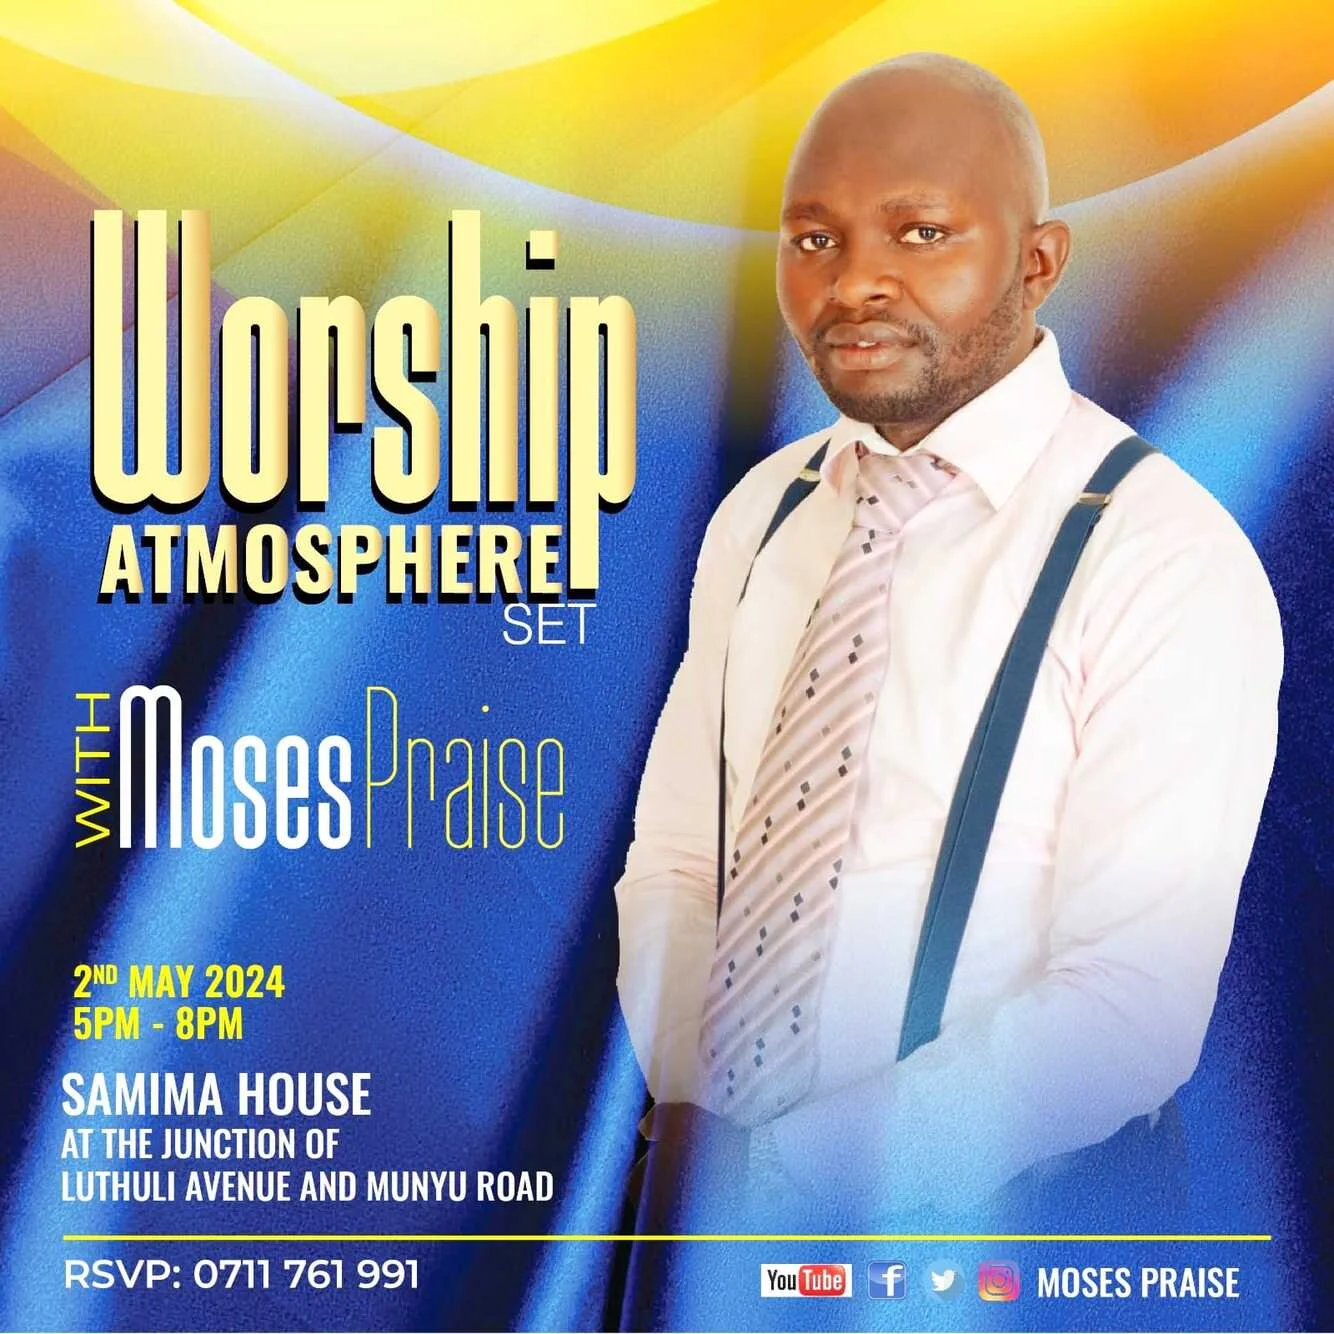 Worship
ATMOSPHERE
SET
WITH Moses Praise
2ND MAY 2024
5PM - 8PM
SAMIMA HOUSE
AT THE JUNCTION OF
LUTHULI AVENUE AND MUNYU ROAD
RSVP: 0711 761 991
YouTube f MOSES PRAISE